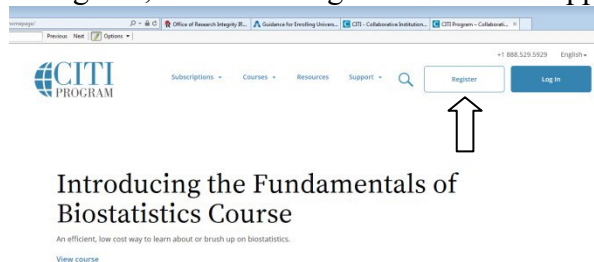 omepage/
Office of Research Integrity (R... Guidance for Enrolling Univers... CITI - Collaborative Institution... CITI Program – Collaborati...
Previous Next Options
+1 888.529.5929 English
CITI
PROGRAM
Subscriptions Courses Resources Support Register Log In
Introducing the Fundamentals of
Biostatistics Course
An efficient, low cost way to learn about or brush up on biostatistics.
View course